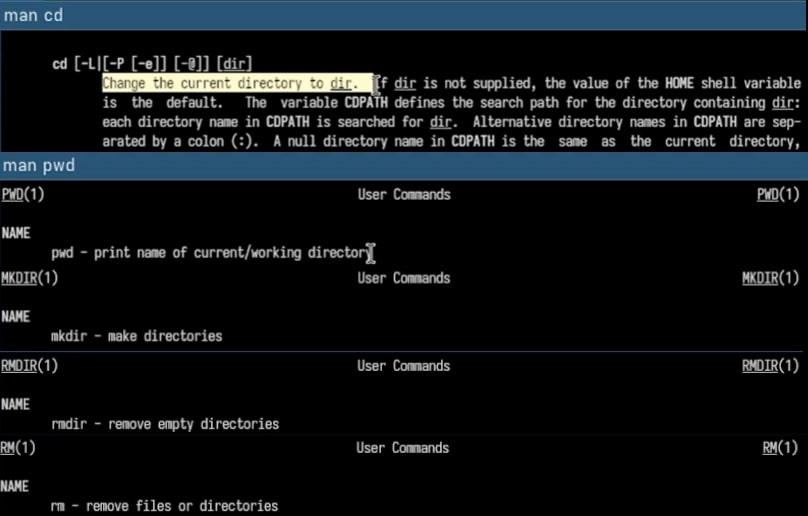 man cd
cd [-L|[-P [-e]] [-@]] [dir]
Change the current directory to dir. If dir is not supplied, the value of the HOME shell variable
is the default. The variable CDPATH defines the search path for the directory containing dir:
each directory name in CDPATH is searched for dir. Alternative directory names in CDPATH are sep-
arated by a colon (:). A null directory name in CDPATH is the same as the current directory,
man pwd
PWD(1) User Commands PWD(1)
NAME
pwd - print name of current/working directory
MKDIR(1) User Commands MKDIR(1)
NAME
mkdir - make directories
RMDIR(1) User Commands RMDIR(1)
NAME
rmdir - remove empty directories
RM(1) User Commands RM(1)
NAME
rm - remove files or directories